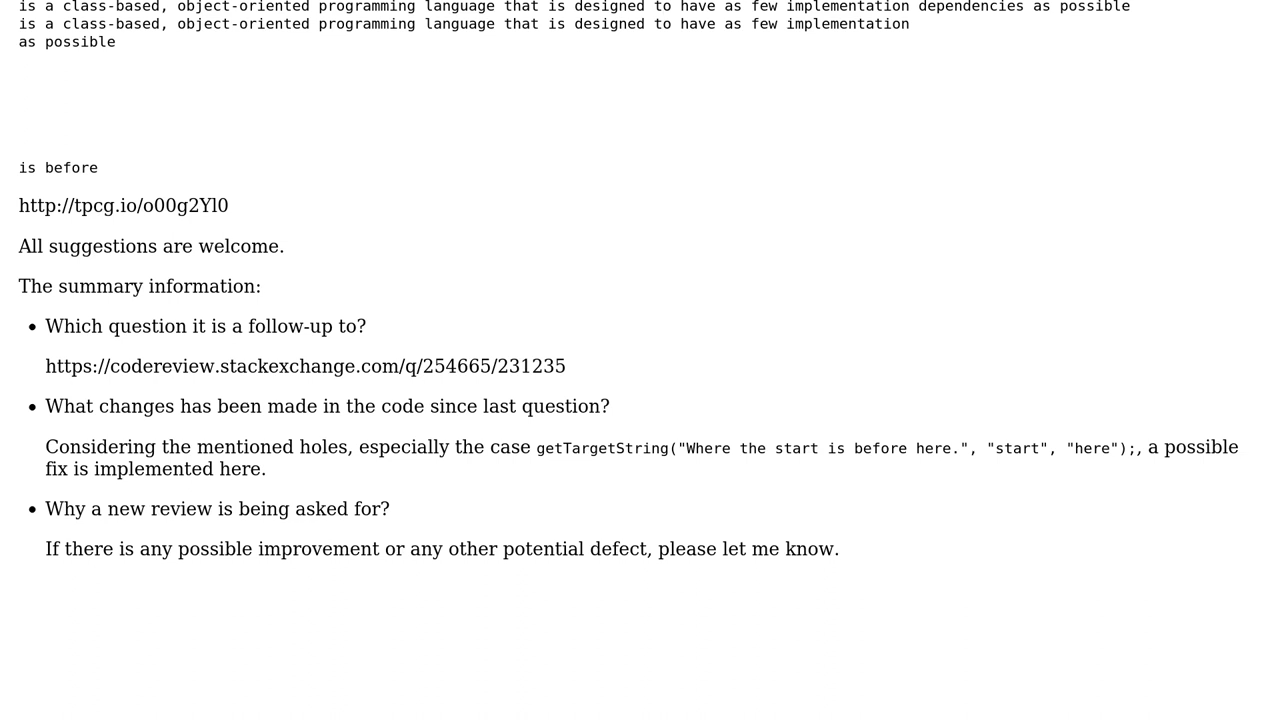 is a class-based, object-oriented programming language that is designed to have as few implementation dependencies as possible
is a class-based, object-oriented programming language that is designed to have as few implementation
as possible
is before
http://tpcg.io/o00g2Yl0
All suggestions are welcome.
The summary information:
• Which question it is a follow-up to?
https://codereview.stackexchange.com/q/254665/231235
• What changes has been made in the code since last question?
Considering the mentioned holes, especially the case getTargetString("Where the start is before here.", "start", "here");, a possible
fix is implemented here.
• Why a new review is being asked for?
If there is any possible improvement or any other potential defect, please let me know.